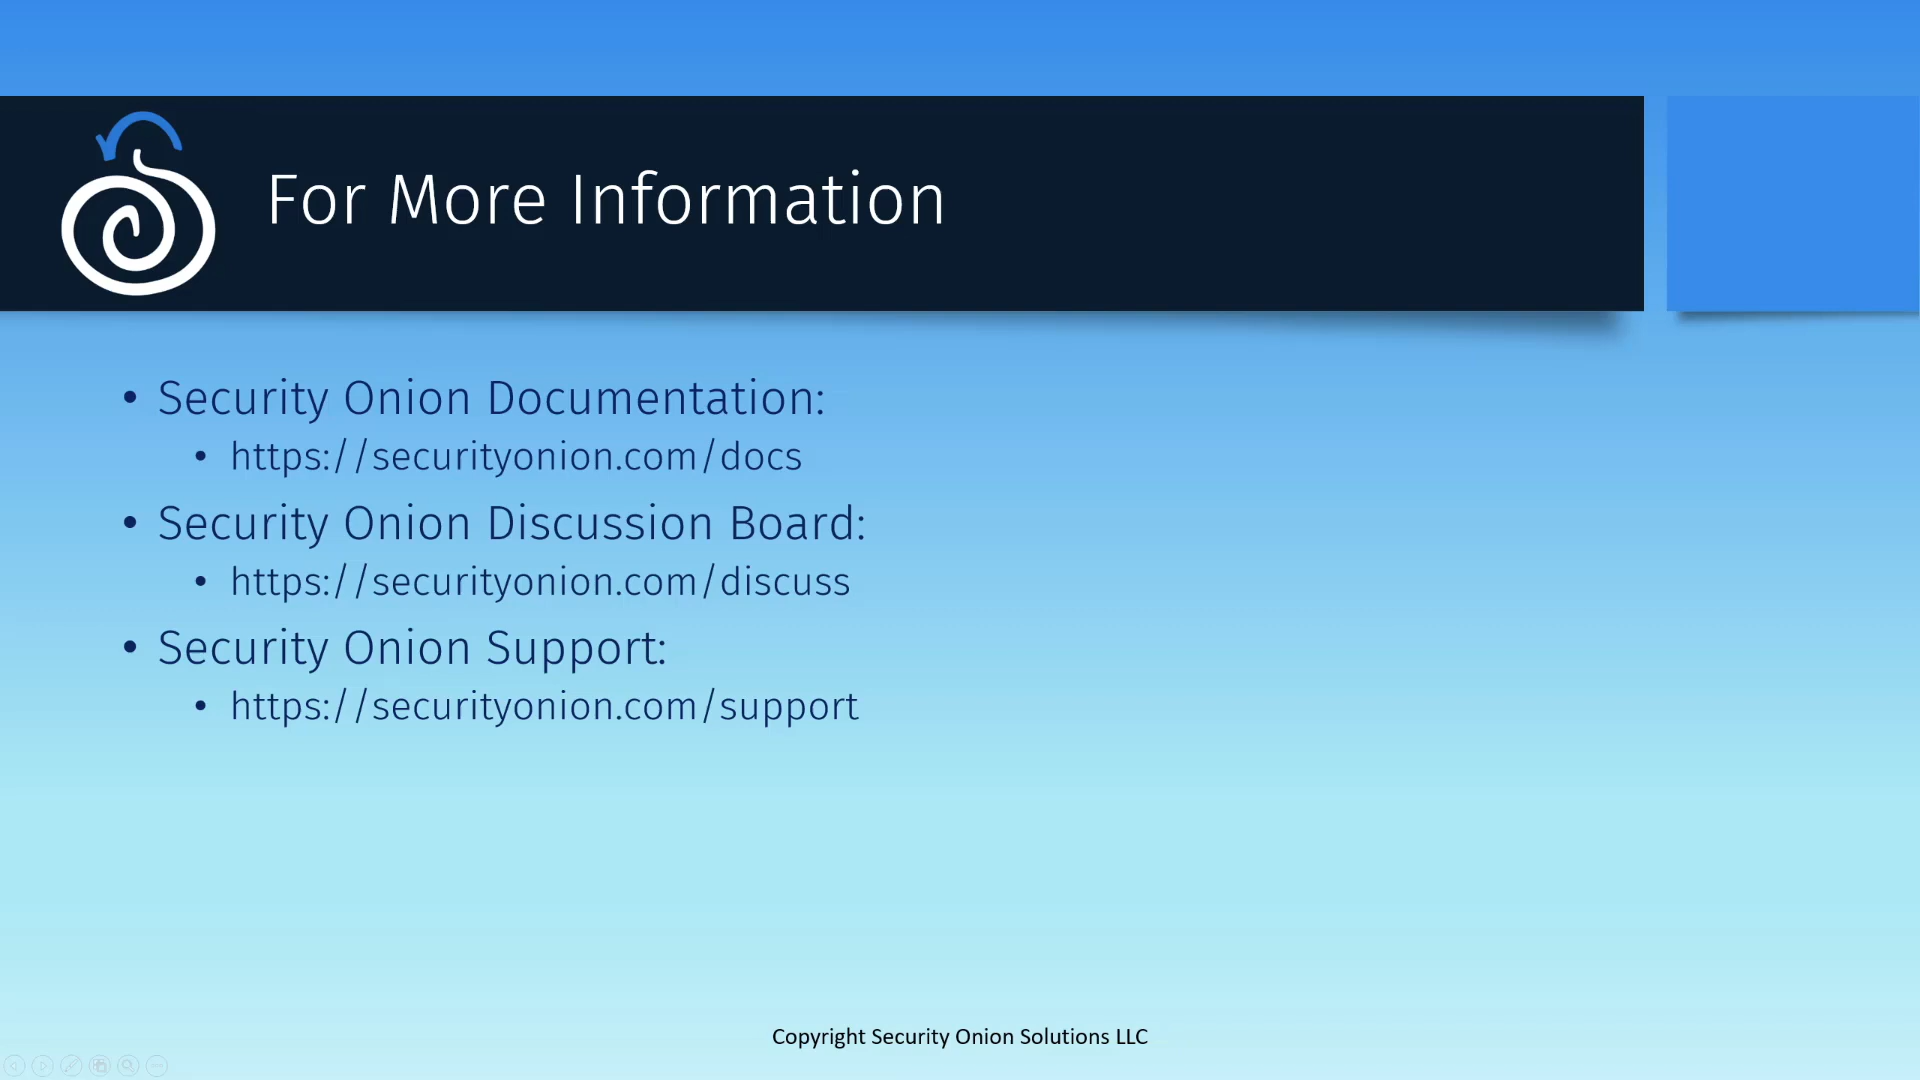 For More Information
• Security Onion Documentation:
• https://securityonion.com/docs
• Security Onion Discussion Board:
• https://securityonion.com/discuss
• Security Onion Support:
• https://securityonion.com/support
Copyright Security Onion Solutions LLC